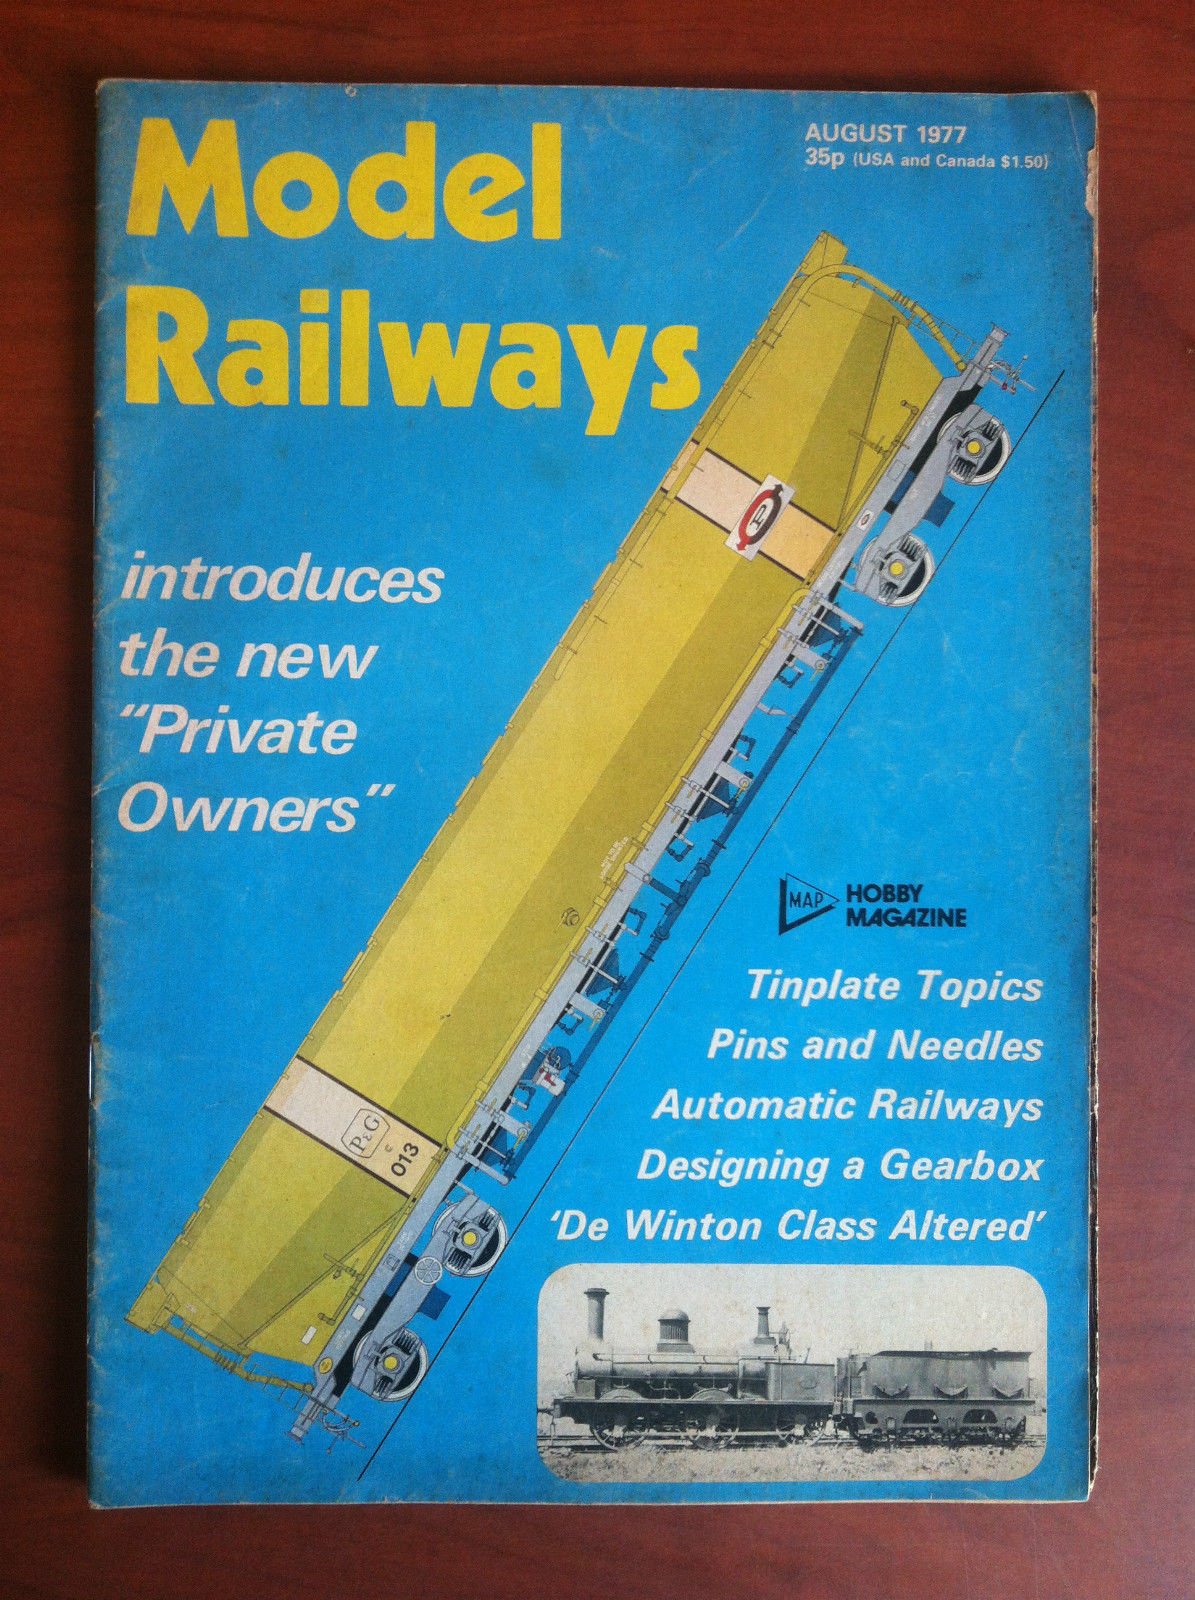 Model
Railways
AUGUST 1977
35p (USA and Canada $1.50)
introduces
the new
“Private
Owners”
P
P&G
c
013
MAP
HOBBY
MAGAZINE
Tinplate Topics
Pins and Needles
Automatic Railways
Designing a Gearbox
‘De Winton Class Altered’